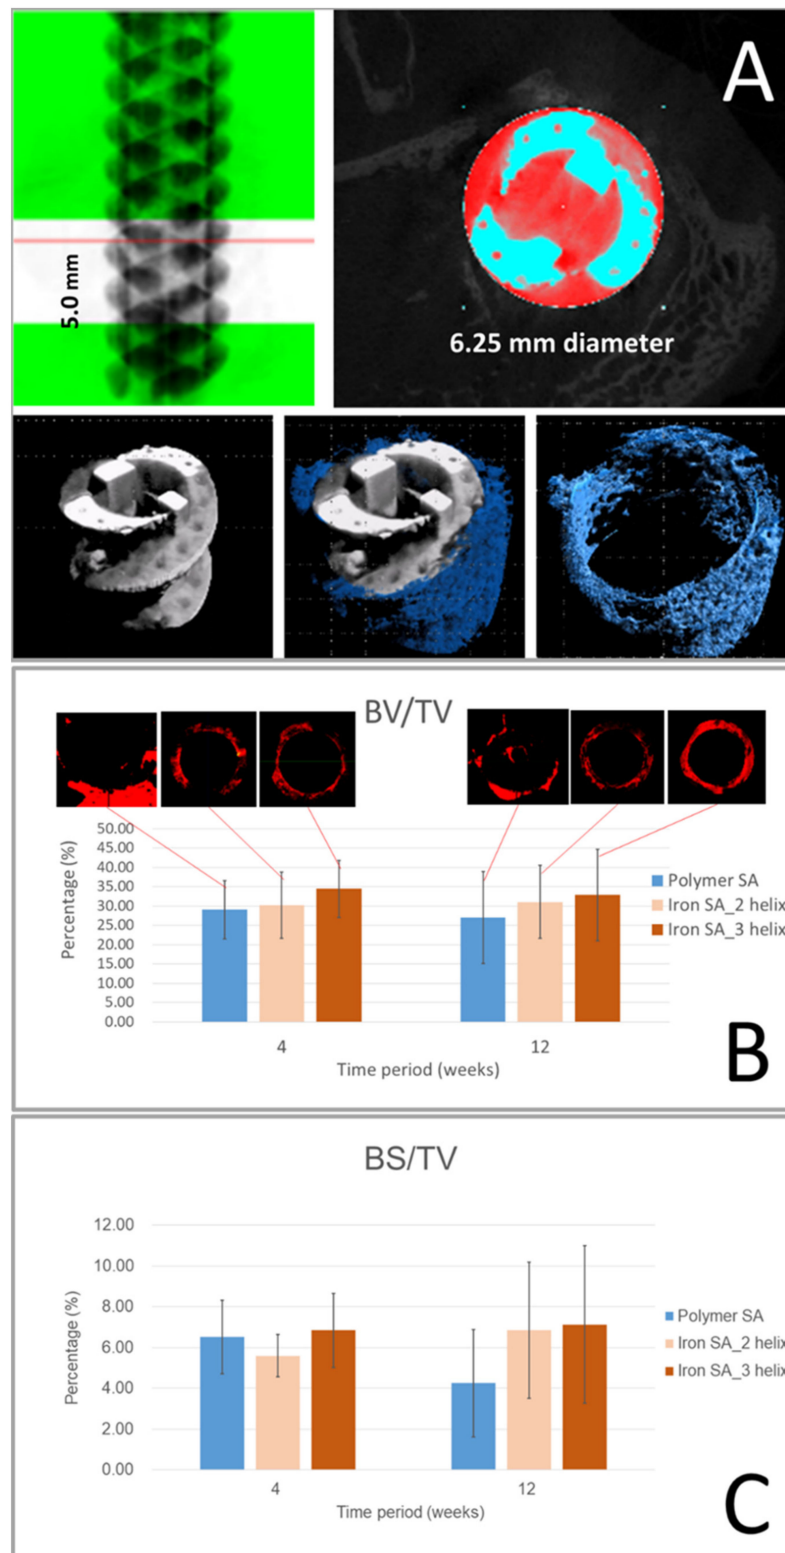 A
5.0 mm
6.25 mm diameter
BV/TV
50.00
45.00
40.00
35.00
30.00
25.00
20.00
15.00
10.00
5.00
0.00
Percentage (%)
Polymer SA
Iron SA_2 helix
Iron SA_3 helix
4
12
Time period (weeks)
B
BS/TV
12.00
10.00
8.00
6.00
4.00
2.00
0.00
Percentage (%)
Polymer SA
Iron SA_2 helix
Iron SA_3 helix
4
12
Time period (weeks)
C